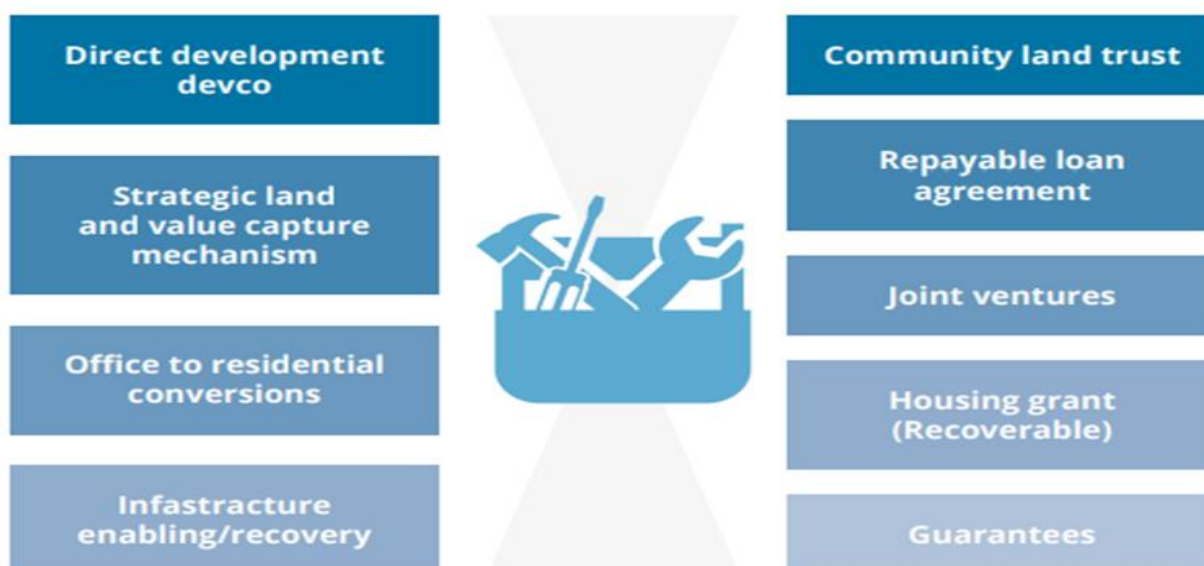 Direct development
devco
Strategic land
and value capture
mechanism
Office to residential
conversions
Infastracture
enabling/recovery
Community land trust
Repayable loan
agreement
Joint ventures
Housing grant
(Recoverable)
Guarantees